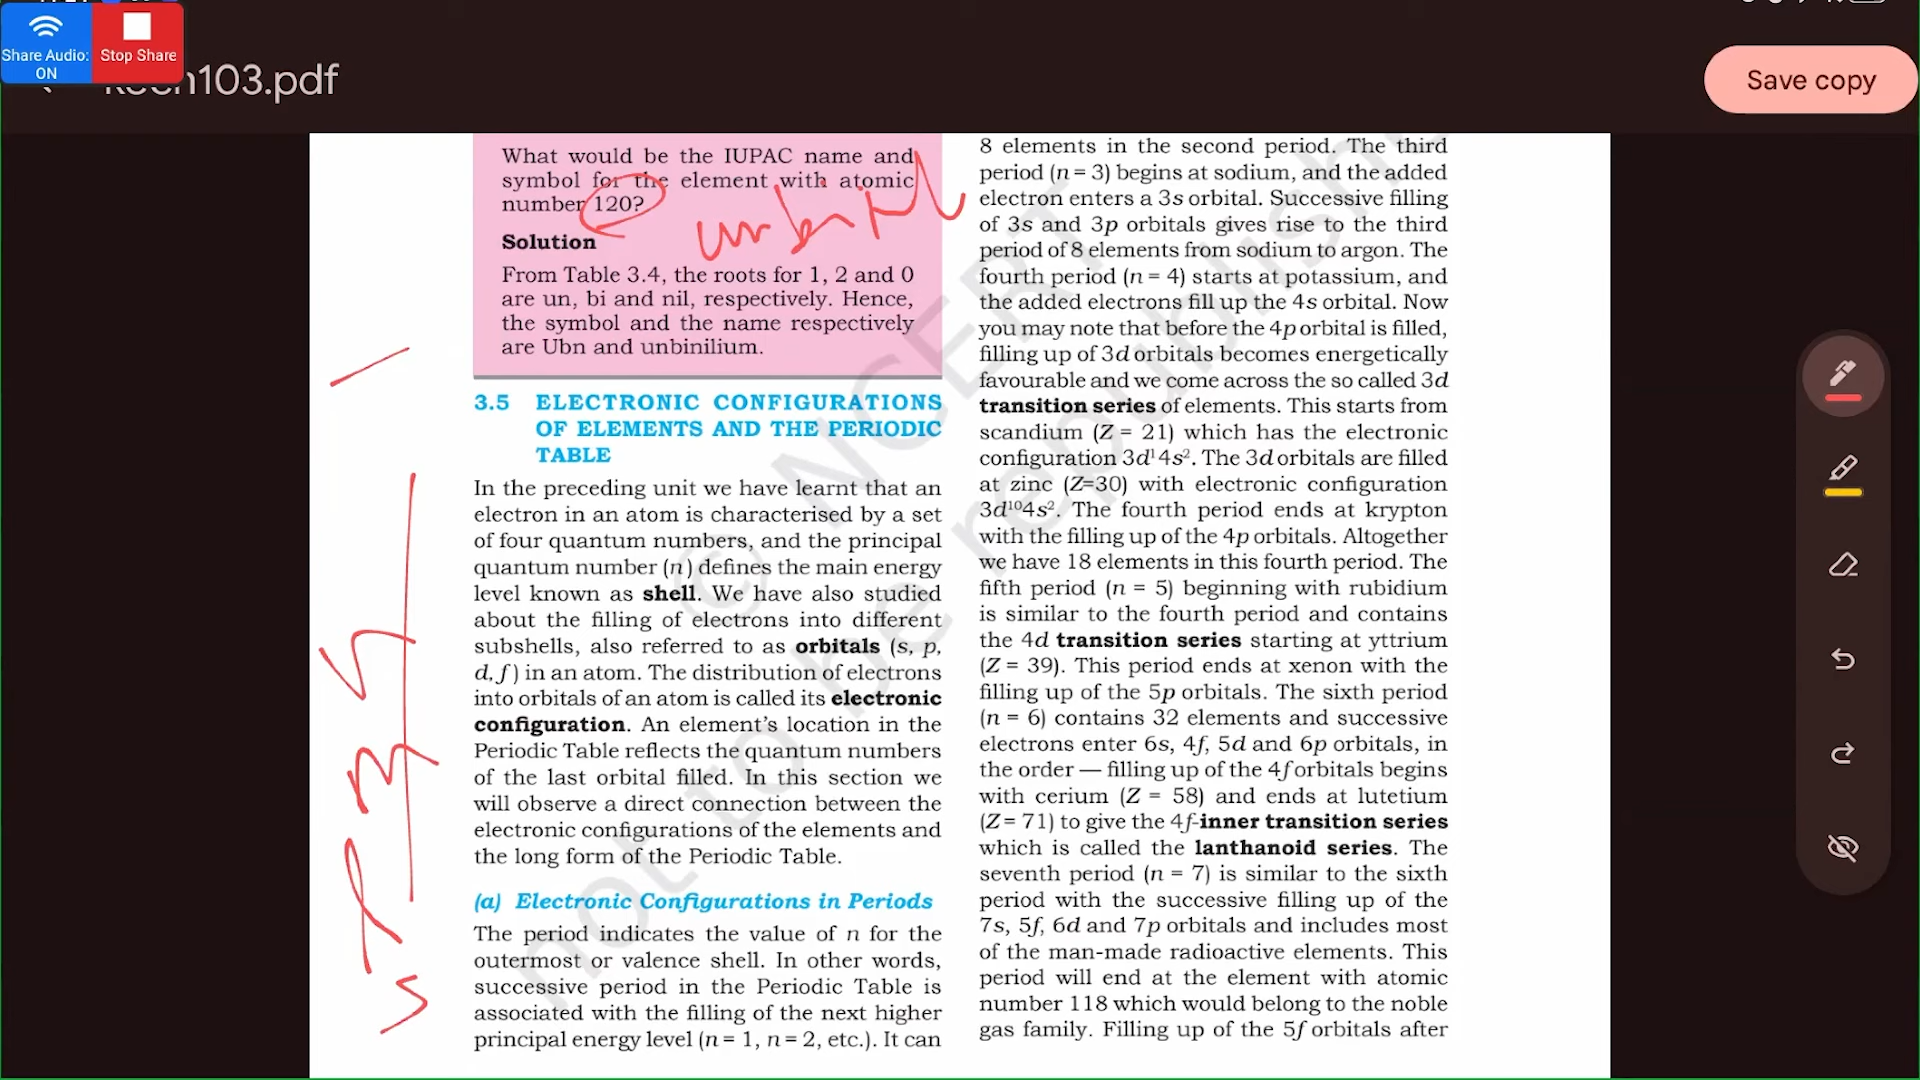 Share Audio: ON
Stop Share
103.pdf
Save copy
What would be the IUPAC name and
symbol for the element with atomic
number 120?
Solution
From Table 3.4, the roots for 1, 2 and 0
are un, bi and nil, respectively. Hence,
the symbol and the name respectively
are Ubn and unbinilium.
3.5 ELECTRONIC CONFIGURATIONS
OF ELEMENTS AND THE PERIODIC
TABLE
In the preceding unit we have learnt that an
electron in an atom is characterised by a set
of four quantum numbers, and the principal
quantum number (n) defines the main energy
level known as shell. We have also studied
about the filling of electrons into different
subshells, also referred to as orbitals (s, p,
d, f) in an atom. The distribution of electrons
into orbitals of an atom is called its electronic
configuration. An element's location in the
Periodic Table reflects the quantum numbers
of the last orbital filled. In this section we
will observe a direct connection between the
electronic configurations of the elements and
the long form of the Periodic Table.
(a) Electronic Configurations in Periods
The period indicates the value of n for the
outermost or valence shell. In other words,
successive period in the Periodic Table is
associated with the filling of the next higher
principal energy level (n = 1, n = 2, etc.). It can
8 elements in the second period. The third
period (n = 3) begins at sodium, and the added
electron enters a 3s orbital. Successive filling
of 3s and 3p orbitals gives rise to the third
period of 8 elements from sodium to argon. The
fourth period (n = 4) starts at potassium, and
the added electrons fill up the 4s orbital. Now
you may note that before the 4p orbital is filled,
filling up of 3d orbitals becomes energetically
favourable and we come across the so called 3d
transition series of elements. This starts from
scandium (Z = 21) which has the electronic
configuration 3d¹4s². The 3d orbitals are filled
at zinc (Z=30) with electronic configuration
3d¹⁰4s². The fourth period ends at krypton
with the filling up of the 4p orbitals. Altogether
we have 18 elements in this fourth period. The
fifth period (n = 5) beginning with rubidium
is similar to the fourth period and contains
the 4d transition series starting at yttrium
(Z = 39). This period ends at xenon with the
filling up of the 5p orbitals. The sixth period
(n = 6) contains 32 elements and successive
electrons enter 6s, 4f, 5d and 6p orbitals, in
the order — filling up of the 4f orbitals begins
with cerium (Z = 58) and ends at lutetium
(Z = 71) to give the 4f-inner transition series
which is called the lanthanoid series. The
seventh period (n = 7) is similar to the sixth
period with the successive filling up of the
7s, 5f, 6d and 7p orbitals and includes most
of the man-made radioactive elements. This
period will end at the element with atomic
number 118 which would belong to the noble
gas family. Filling up of the 5f orbitals after
© NCERT
not to be republished